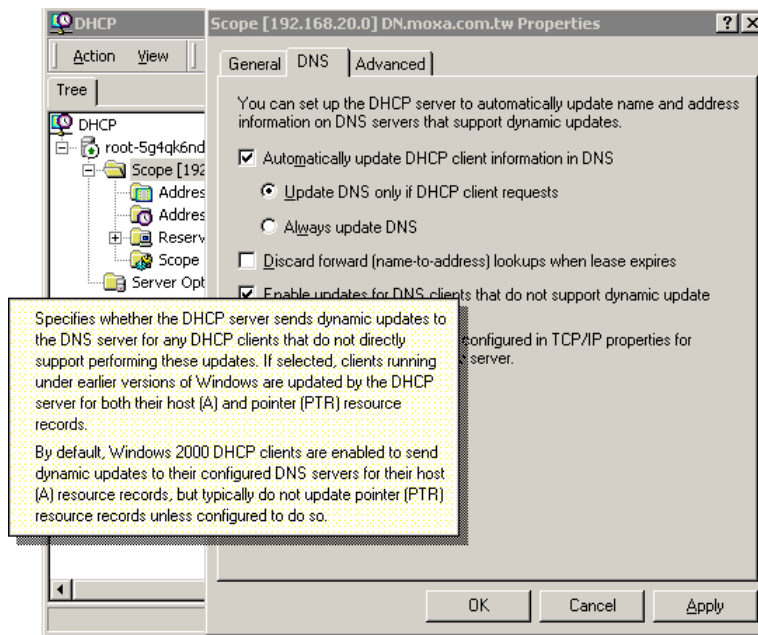 DHCP
Action View
Tree
DHCP
root-5g4qk6nd
Scope [192
Addres
Addres
Reserv
Scope
Server Opt
Scope [192.168.20.0] DN.moxa.com.tw Properties
General DNS Advanced
You can set up the DHCP server to automatically update name and address
information on DNS servers that support dynamic updates.
Automatically update DHCP client information in DNS
Update DNS only if DHCP client requests
Always update DNS
Discard forward (name-to-address) lookups when lease expires
Enable updates for DNS clients that do not support dynamic update
configured in TCP/IP properties for
server.
Specifies whether the DHCP server sends dynamic updates to
the DNS server for any DHCP clients that do not directly
support performing these updates. If selected, clients running
under earlier versions of Windows are updated by the DHCP
server for both their host (A) and pointer (PTR) resource
records.
By default, Windows 2000 DHCP clients are enabled to send
dynamic updates to their configured DNS servers for their host
(A) resource records, but typically do not update pointer (PTR)
resource records unless configured to do so.
OK Cancel Apply